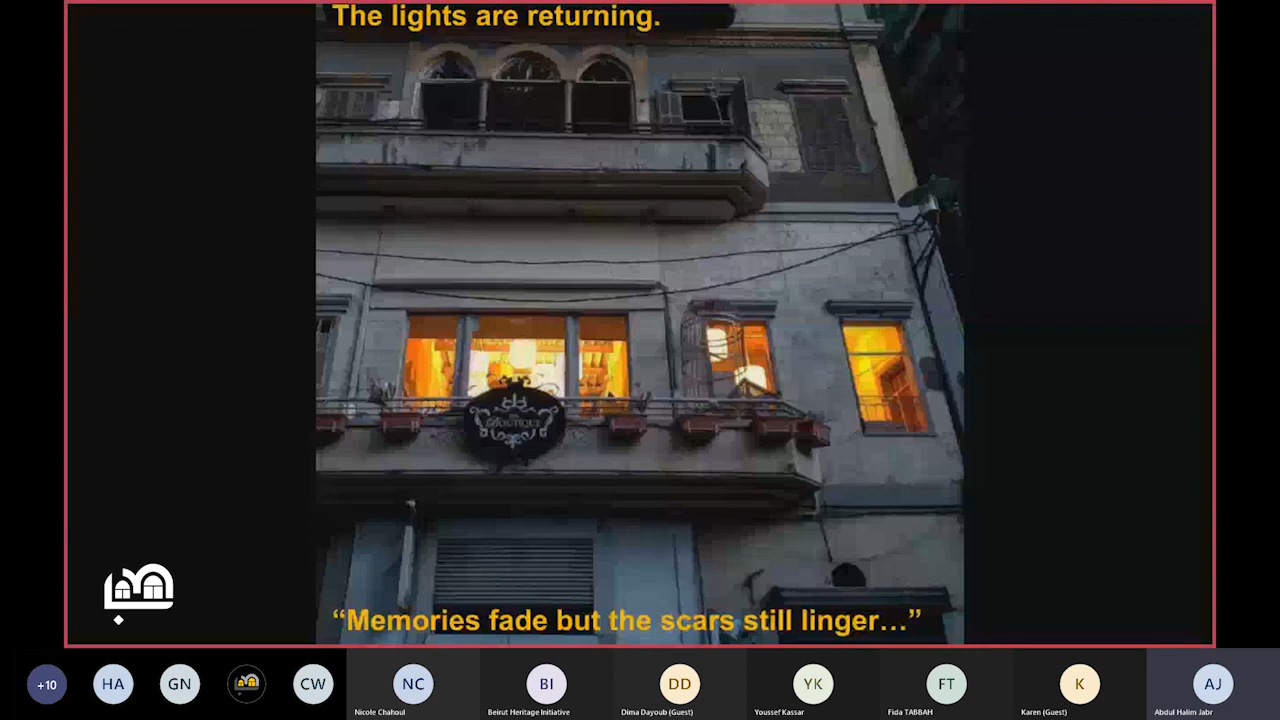 The lights are returning.
BOUTIQUE
“Memories fade but the scars still linger…”
+10
HA
GN
CW
NC
BI
DD
YK
FT
K
AJ
Nicole Chahoul
Beirut Heritage Initiative
Dima Dayoub (Guest)
Youssef Kassar
Fida TABBAH
Karen (Guest)
Abdul Halim Jabr